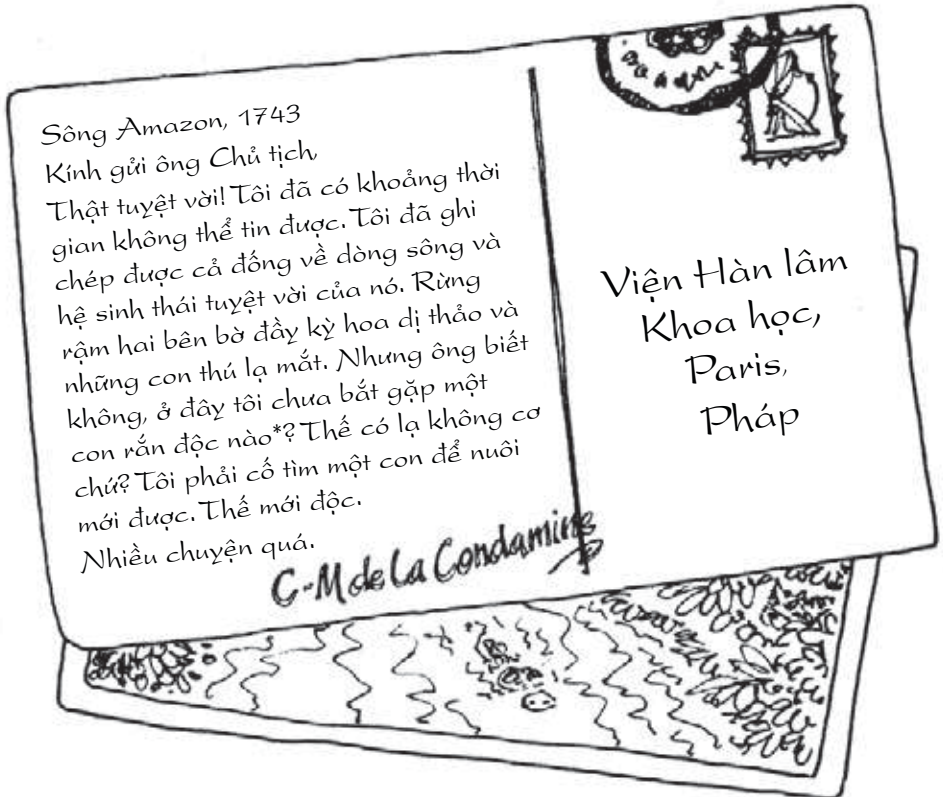 Sông Amazon, 1743
Kính gửi ông Chủ tịch,
Thật tuyệt vời! Tôi đã có khoảng thời
gian không thể tin được. Tôi đã ghi
chép được cả đống về dòng sông và
hệ sinh thái tuyệt vời của nó. Rừng
rậm hai bên bờ đầy kỳ hoa dị thảo và
những con thú lạ mắt. Nhưng ông biết
không, ở đây tôi chưa bắt gặp một
con rắn độc nào*? Thế có lạ không cơ
chứ? Tôi phải cố tìm một con để nuôi
mới được. Thế mới độc.
Nhiều chuyện quá.
C-M de La Condamine
Viện Hàn lâm
Khoa học,
Paris,
Pháp